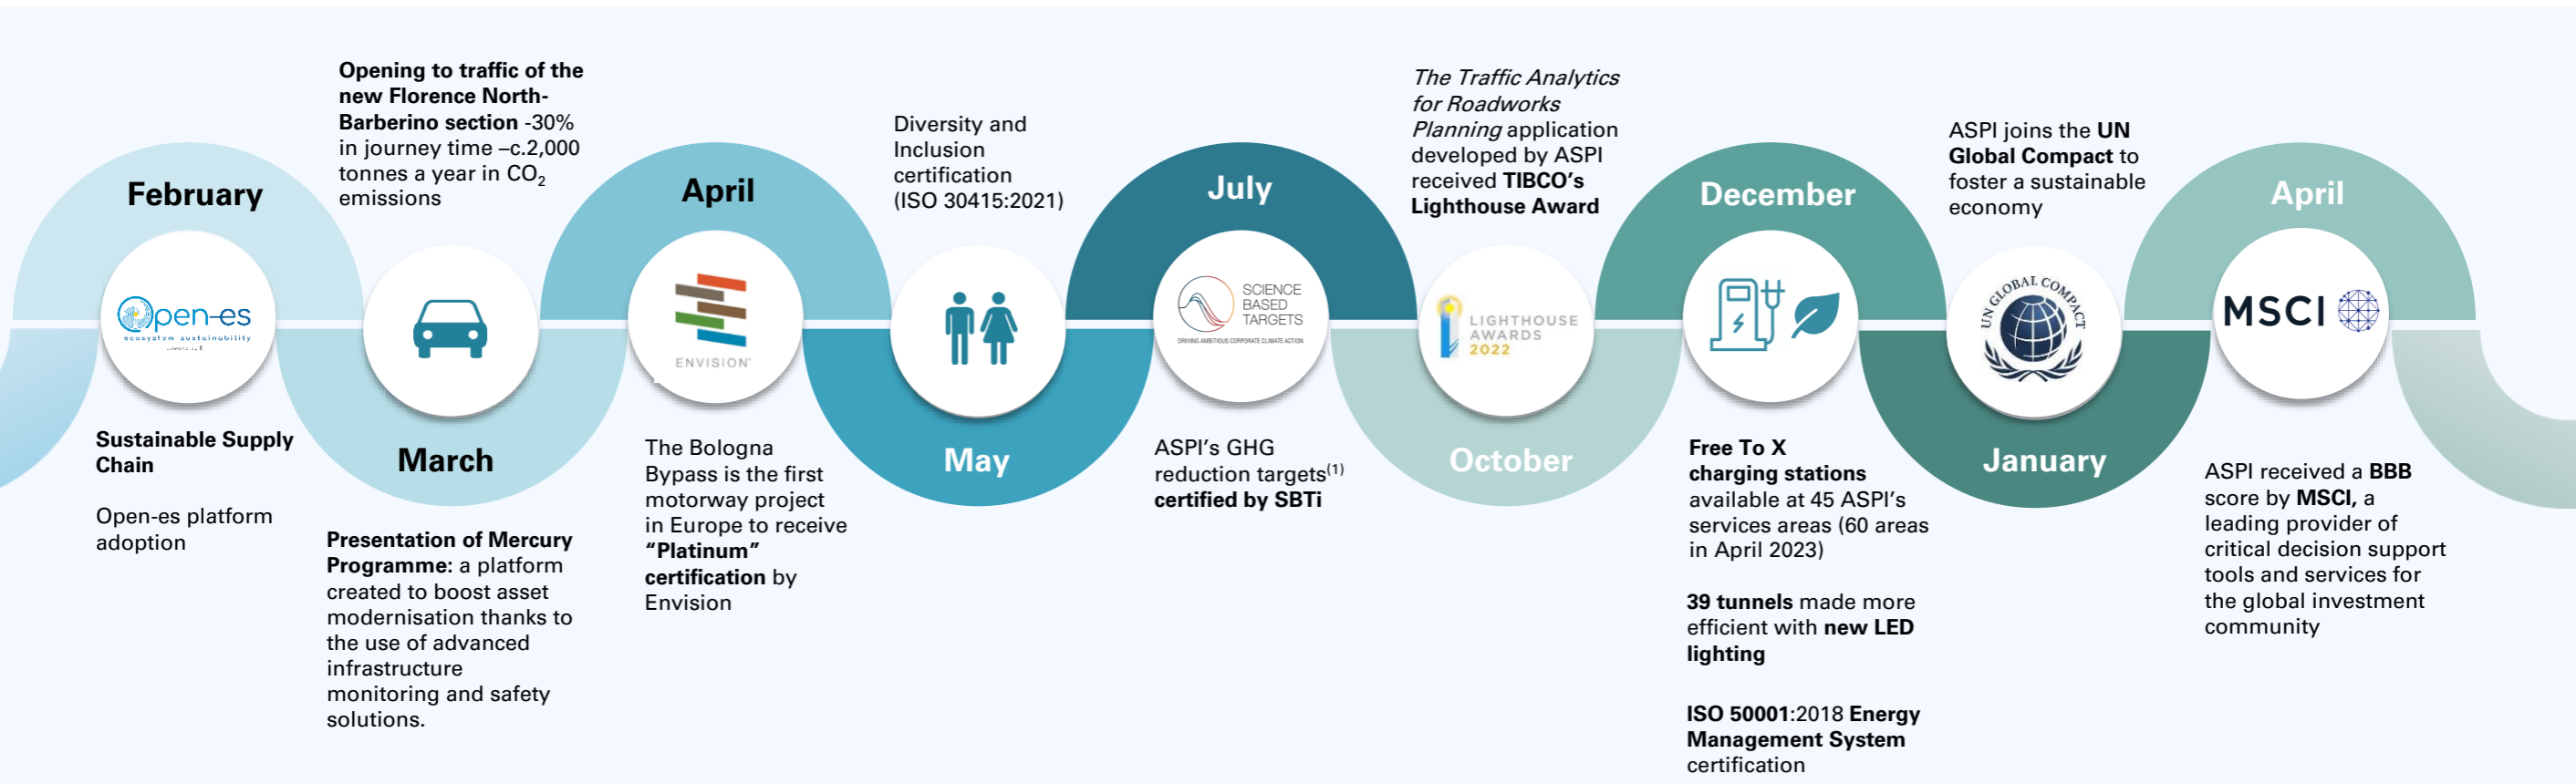 February
Open-es
ecosystem sustainability
Sustainable Supply
Chain
Open-es platform
adoption
Opening to traffic of the
new Florence North-
Barberino section -30%
in journey time –c.2,000
tonnes a year in CO2
emissions
March
Presentation of Mercury
Programme: a platform
created to boost asset
modernisation thanks to
the use of advanced
infrastructure
monitoring and safety
solutions.
April
ENVISION
The Bologna
Bypass is the first
motorway project
in Europe to receive
“Platinum”
certification by
Envision
Diversity and
Inclusion
certification
(ISO 30415:2021)
May
July
SCIENCE
BASED
TARGETS
DRIVING AMBITIOUS CORPORATE CLIMATE ACTION
ASPI’s GHG
reduction targets(1)
certified by SBTi
The Traffic Analytics
for Roadworks
Planning application
developed by ASPI
received TIBCO’s
Lighthouse Award
LIGHTHOUSE
AWARDS
2022
October
December
Free To X
charging stations
available at 45 ASPI’s
services areas (60 areas
in April 2023)
39 tunnels made more
efficient with new LED
lighting
ISO 50001:2018 Energy
Management System
certification
ASPI joins the UN
Global Compact to
foster a sustainable
economy
UN GLOBAL COMPACT
January
April
MSCI
ASPI received a BBB
score by MSCI, a
leading provider of
critical decision support
tools and services for
the global investment
community